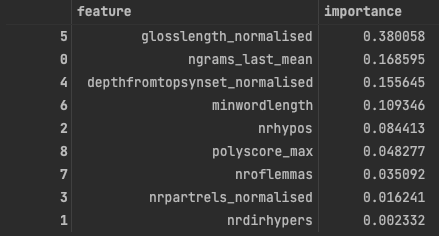 feature importance
5 glosslength_normalised 0.380058
0 ngrams_last_mean 0.168595
4 depthfromtopsynset_normalised 0.155645
6 minwordlength 0.109346
2 nrhypos 0.084413
8 polyscore_max 0.048277
7 nroflemmas 0.035092
3 nrpartrels_normalised 0.016241
1 nrdirhypers 0.002332